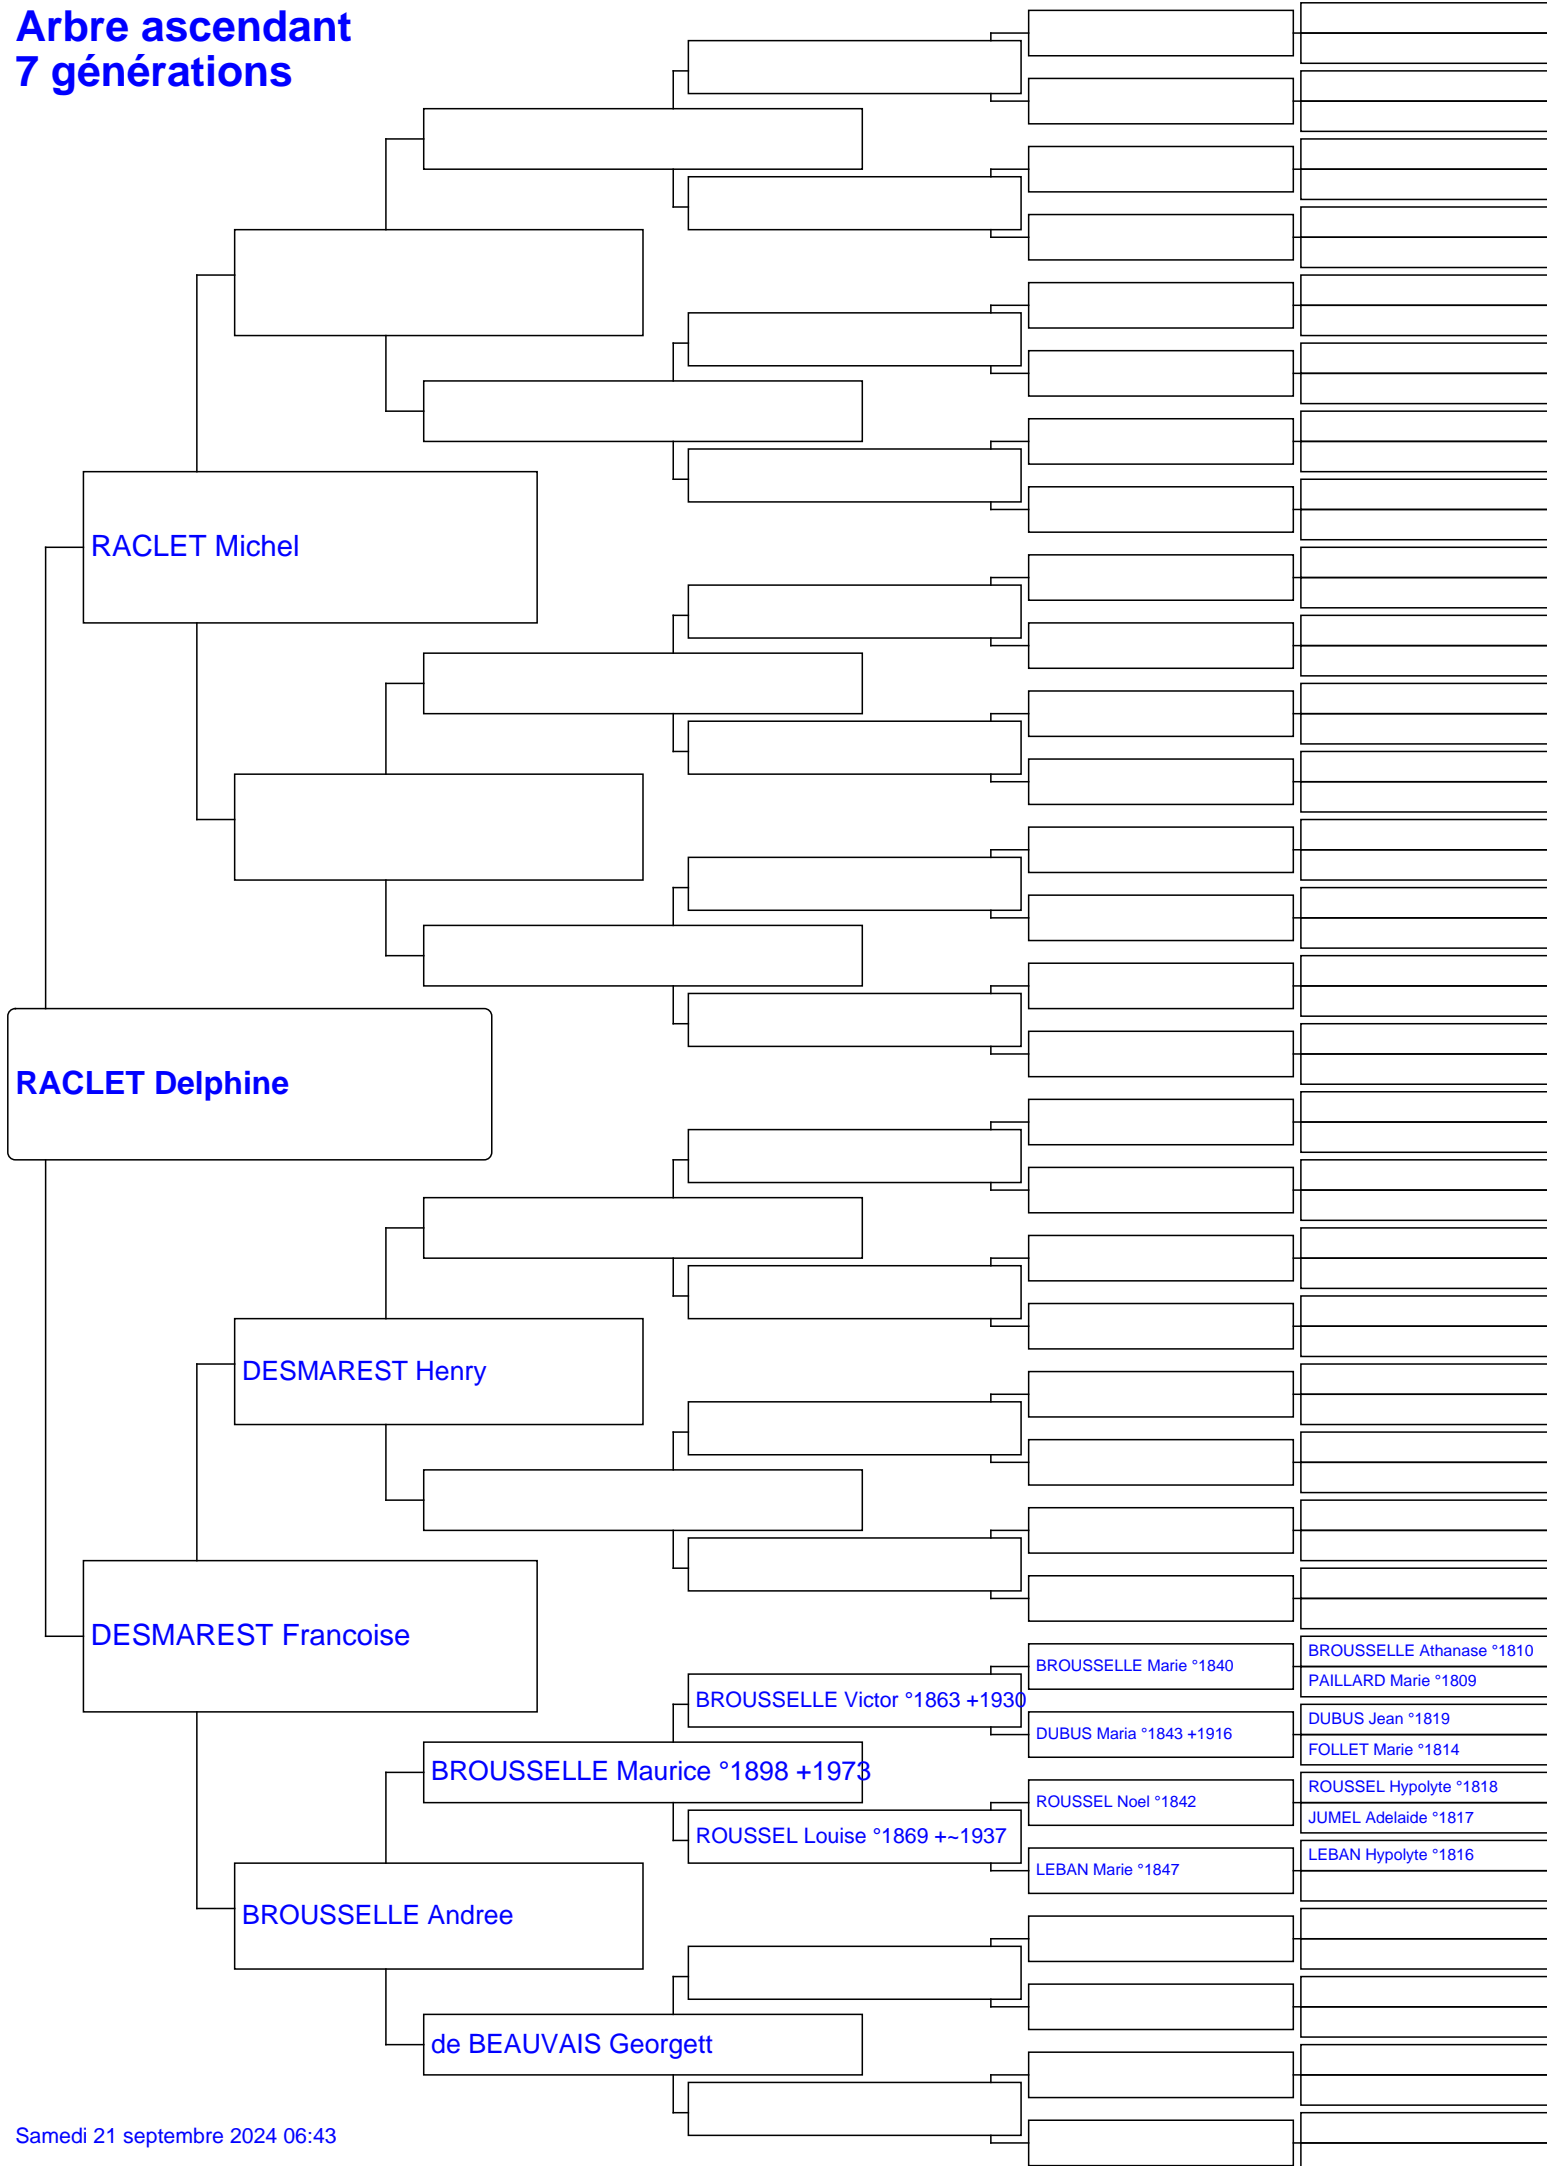 Arbre ascendant
7 générations
RACLET Michel
RACLET Delphine
DESMAREST Henry
DESMAREST Francoise
BROUSSELLE Athanase °1810
BROUSSELLE Marie °1840
PAILLARD Marie °1809
BROUSSELLE Victor °1863 +1930
DUBUS Jean °1819
DUBUS Maria °1843 +1916
FOLLET Marie °1814
BROUSSELLE Maurice °1898 +1973
ROUSSEL Hypolyte °1818
ROUSSEL Noel °1842
JUMEL Adelaide °1817
ROUSSEL Louise °1869 +~1937
LEBAN Hypolyte °1816
LEBAN Marie °1847
BROUSSELLE Andree
de BEAUVAIS Georgett
Samedi 21 septembre 2024 06:43